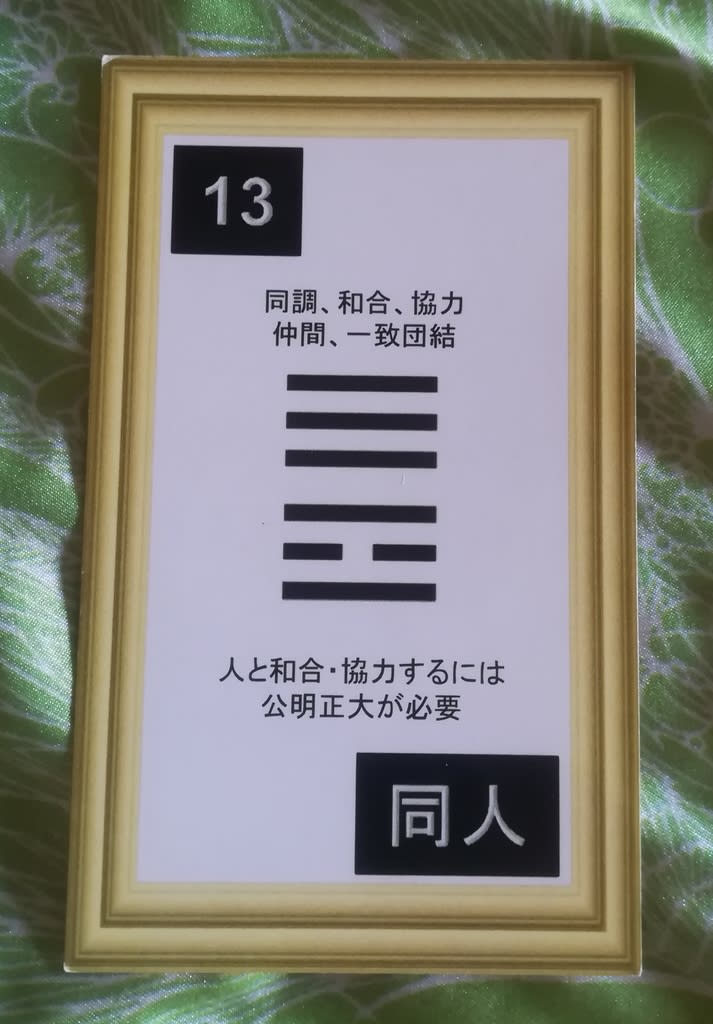 13
同調、和合、協力
仲間、一致団結
人と和合・協力するには
公明正大が必要
同人